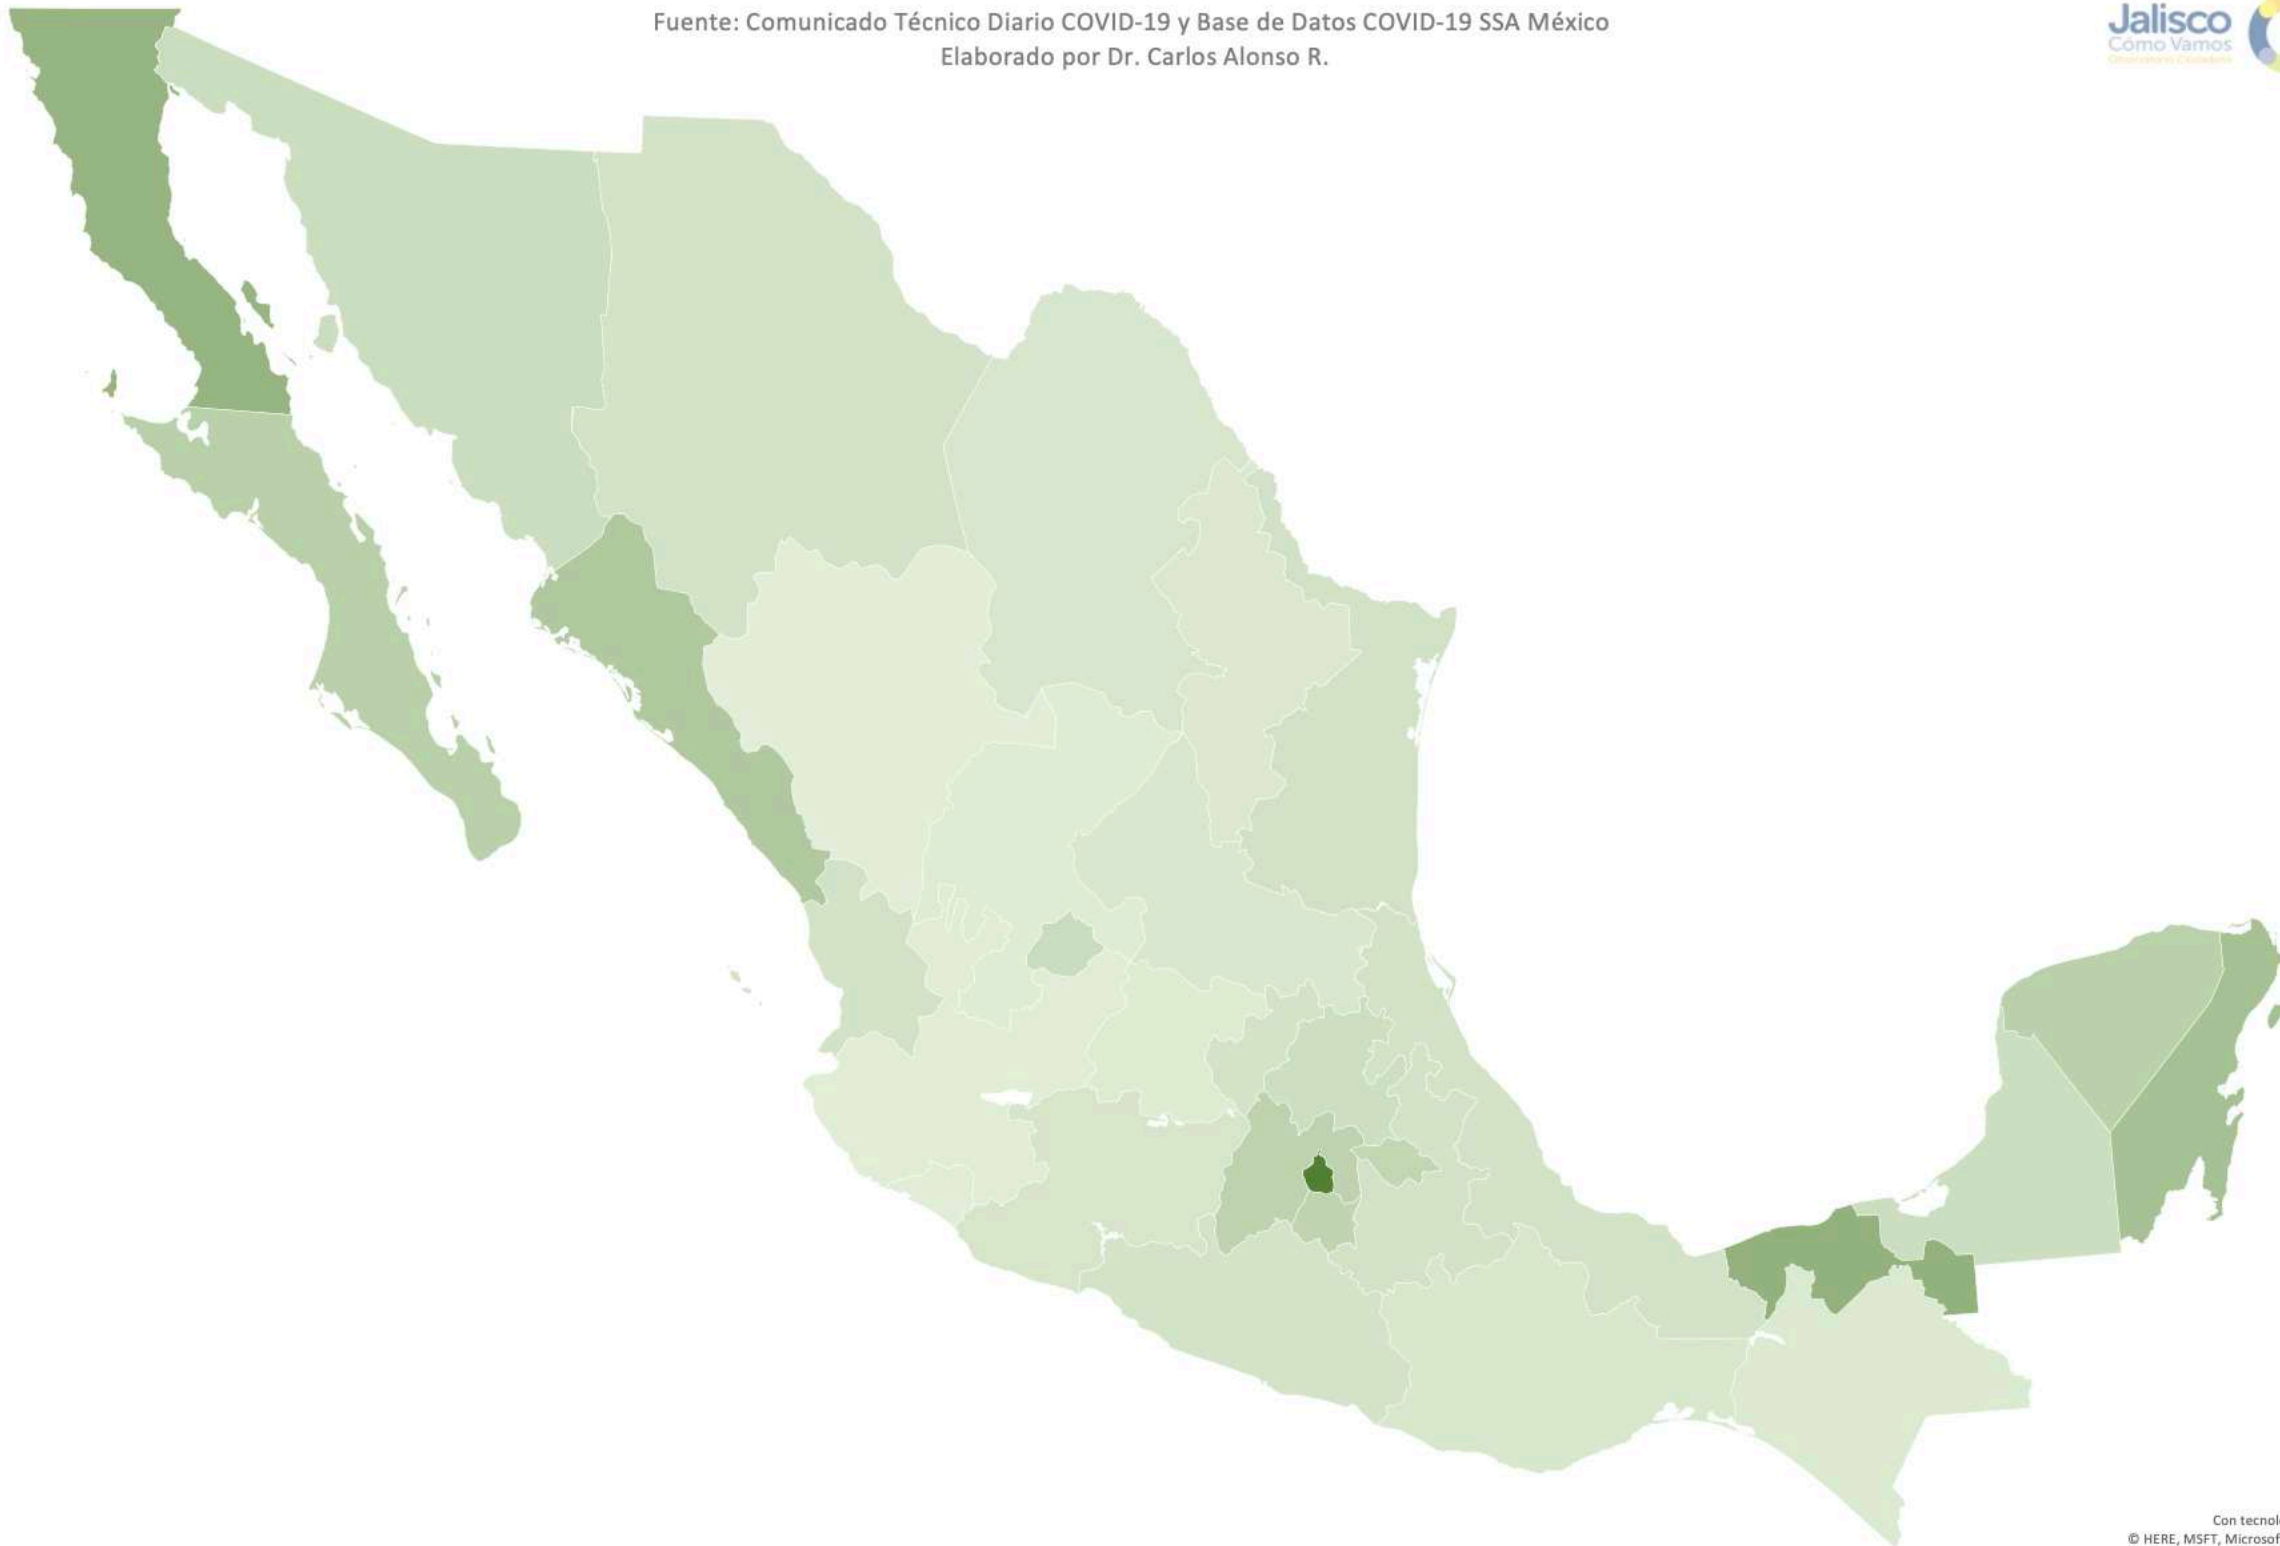 Fuente: Comunicado Técnico Diario COVID-19 y Base de Datos COVID-19 SSA México
Elaborado por Dr. Carlos Alonso R.
Jalisco
Cómo Vamos
Con tecnol
© HERE, MSFT, Microsof